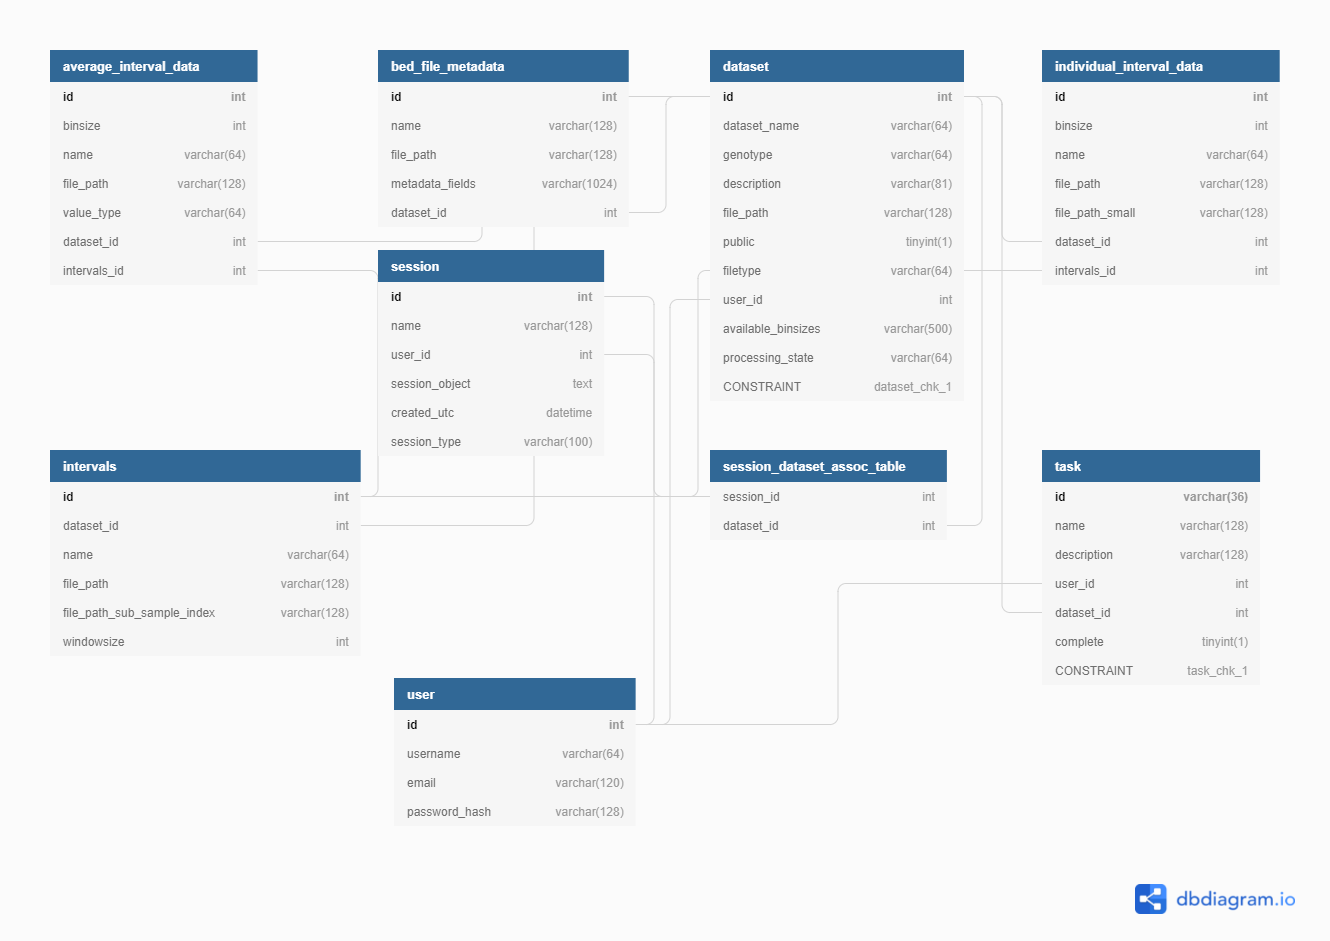 average_interval_data
id int
binsize int
name varchar(64)
file_path varchar(128)
value_type varchar(64)
dataset_id int
intervals_id int
bed_file_metadata
id int
name varchar(128)
file_path varchar(128)
metadata_fields varchar(1024)
dataset_id int
dataset
id int
dataset_name varchar(64)
genotype varchar(64)
description varchar(81)
file_path varchar(128)
public tinyint(1)
filetype varchar(64)
user_id int
available_binsizes varchar(500)
processing_state varchar(64)
CONSTRAINT dataset_chk_1
individual_interval_data
id int
binsize int
name varchar(64)
file_path varchar(128)
file_path_small varchar(128)
dataset_id int
intervals_id int
session
id int
name varchar(128)
user_id int
session_object text
created_utc datetime
session_type varchar(100)
intervals
id int
dataset_id int
name varchar(64)
file_path varchar(128)
file_path_sub_sample_index varchar(128)
windowsize int
session_dataset_assoc_table
session_id int
dataset_id int
task
id varchar(36)
name varchar(128)
description varchar(128)
user_id int
dataset_id int
complete tinyint(1)
CONSTRAINT task_chk_1
user
id int
username varchar(64)
email varchar(120)
password_hash varchar(128)
dbdiagram.io